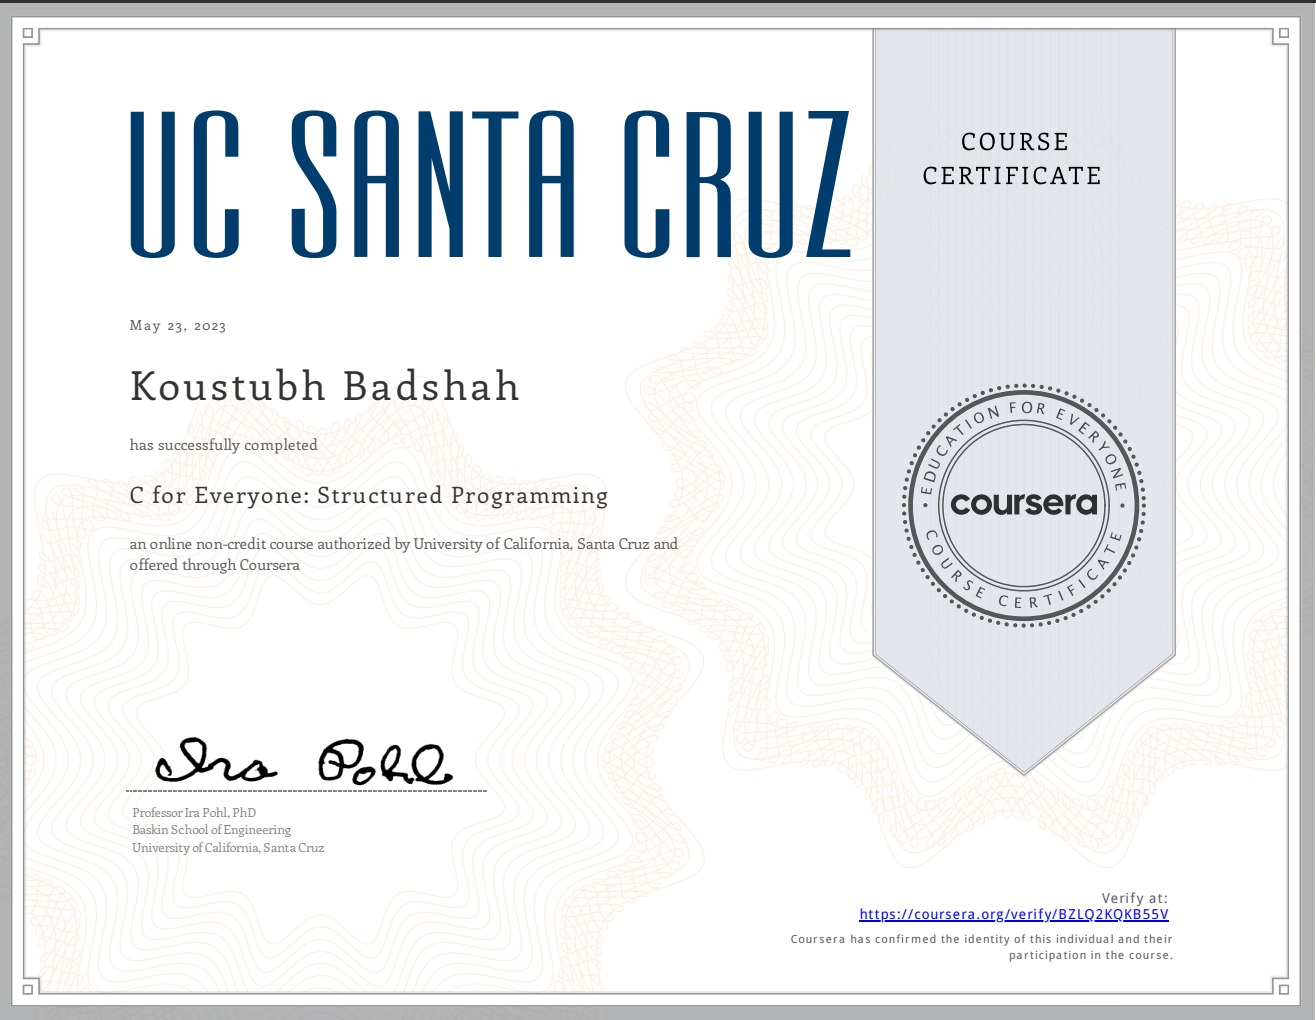 UC SANTA CRUZ
COURSE
CERTIFICATE
May 23, 2023
Koustubh Badshah
has successfully completed
C for Everyone: Structured Programming
an online non-credit course authorized by University of California, Santa Cruz and
offered through Coursera
EDUCATION FOR EVERYONE
coursera
COURSE CERTIFICATE
Ira Pohl
Professor Ira Pohl, PhD
Baskin School of Engineering
University of California, Santa Cruz
Verify at:
https://coursera.org/verify/BZLQ2KQKB55V
Coursera has confirmed the identity of this individual and their
participation in the course.